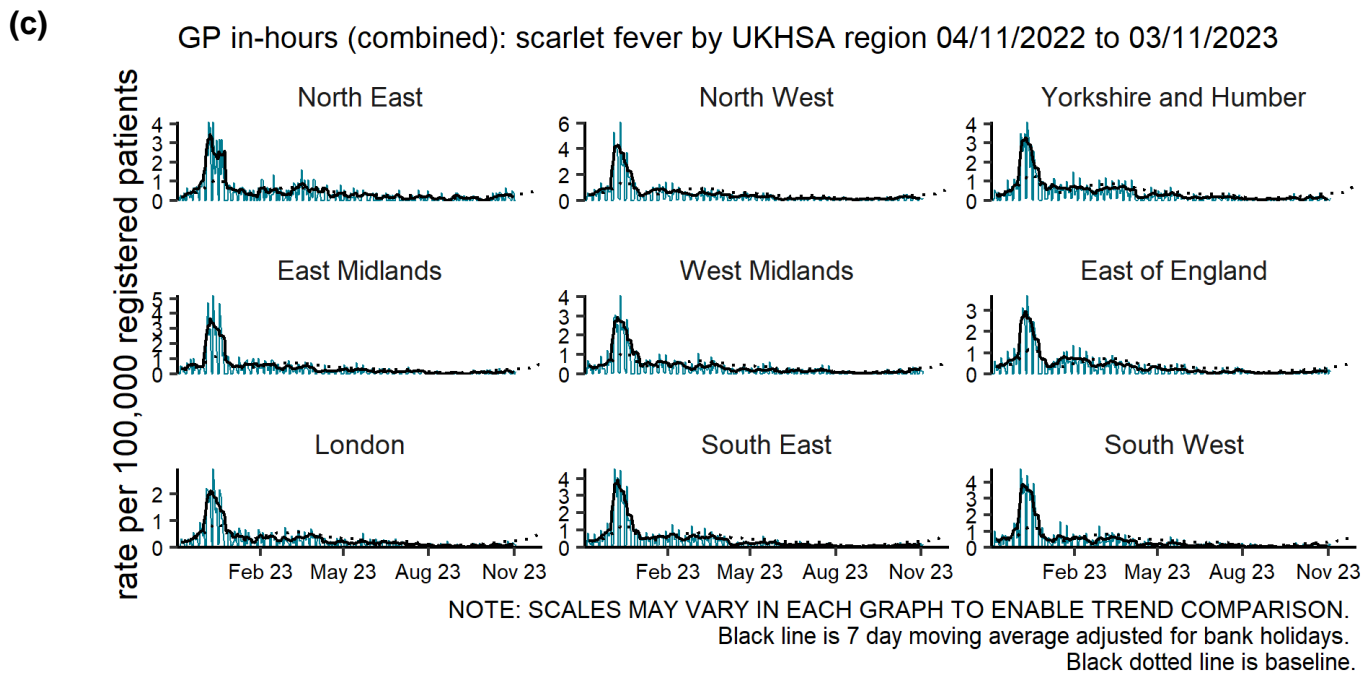 (c)
GP in-hours (combined): scarlet fever by UKHSA region 04/11/2022 to 03/11/2023
rate per 100,000 registered patients
North East
North West
Yorkshire and Humber
4
3
2
1
0
6
4
2
0
4
3
2
1
0
East Midlands
West Midlands
East of England
5
4
3
2
1
0
4
3
2
1
0
3
2
1
0
London
South East
South West
2
1
0
4
3
2
1
0
4
3
2
1
0
Feb 23 May 23 Aug 23 Nov 23
Feb 23 May 23 Aug 23 Nov 23
Feb 23 May 23 Aug 23 Nov 23
NOTE: SCALES MAY VARY IN EACH GRAPH TO ENABLE TREND COMPARISON.
Black line is 7 day moving average adjusted for bank holidays.
Black dotted line is baseline.